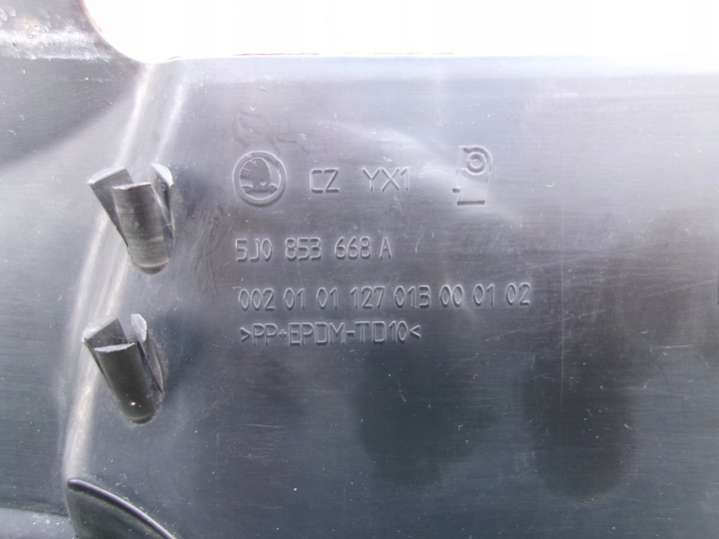 CZ YX1
5J0 853 668 A
002 01 01 127 013 00 01 02
>PP+EPDM-TD10<